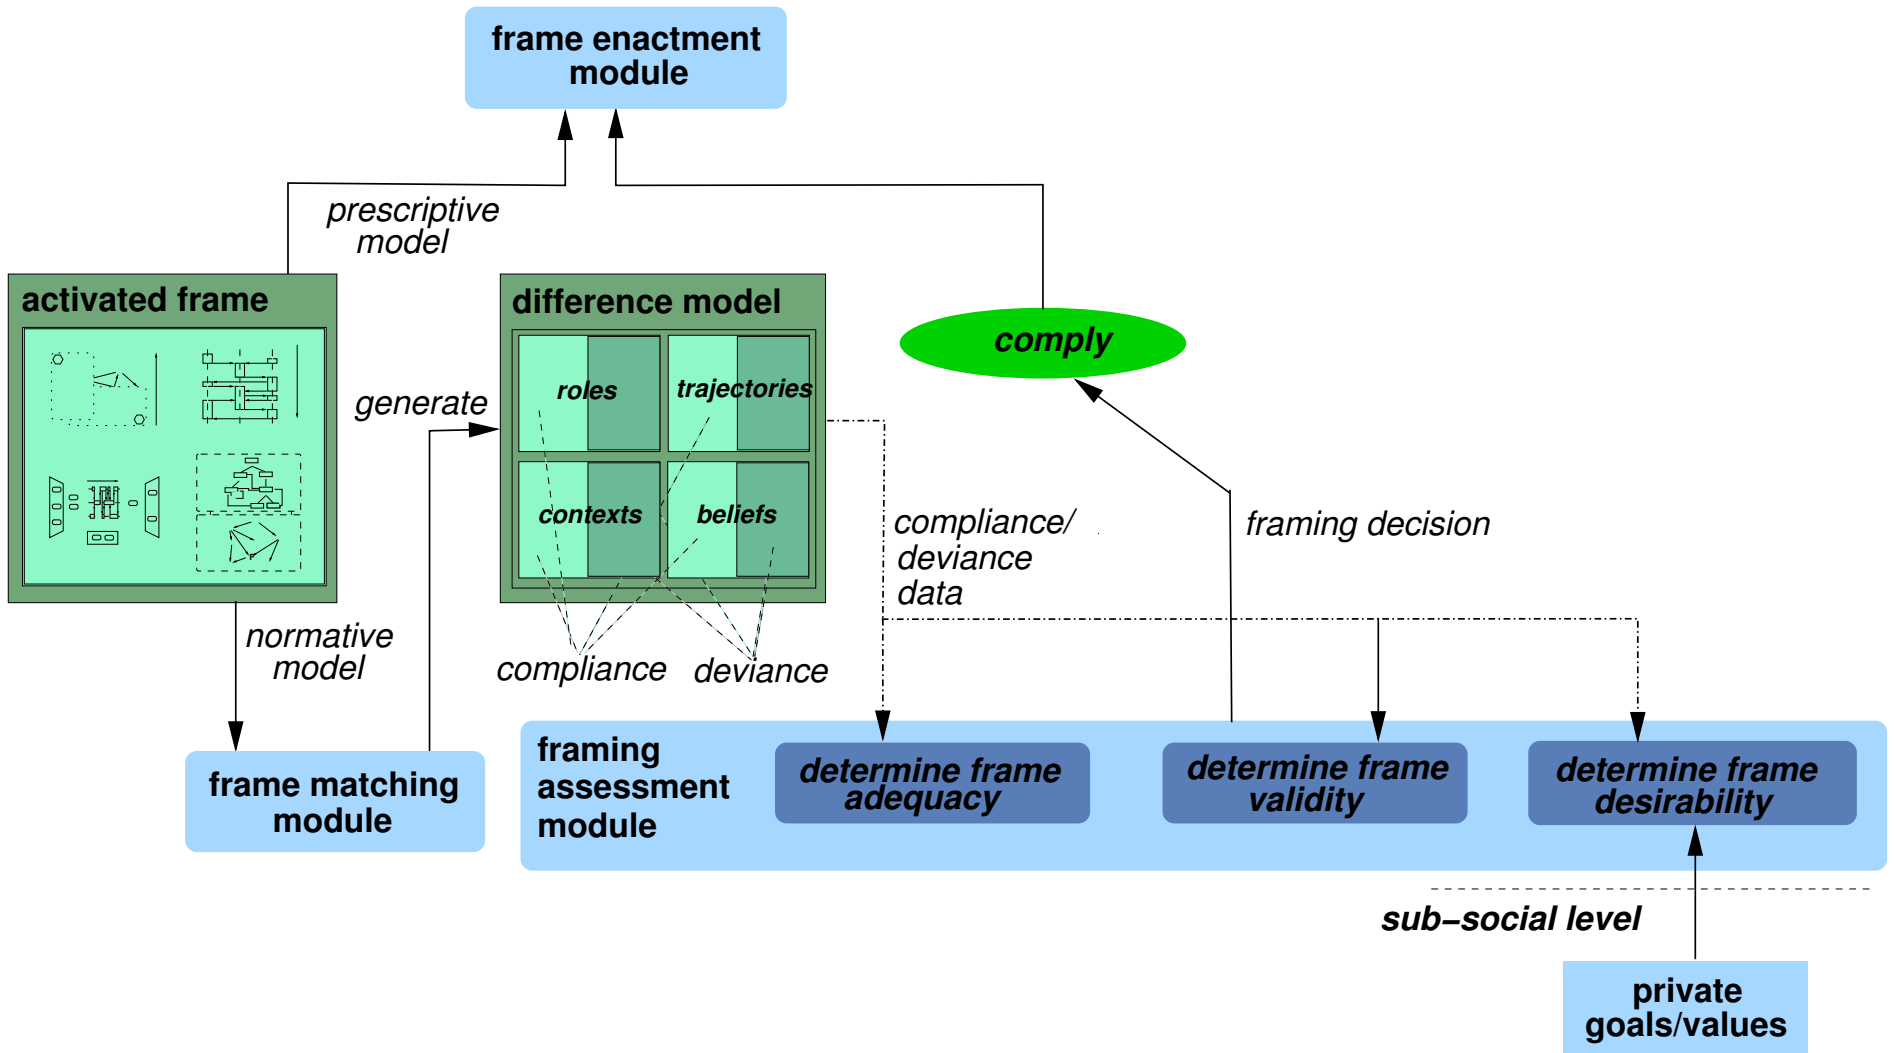 frame enactment
module
prescriptive
model
activated frame
difference model
comply
roles
trajectories
generate
contexts
beliefs
compliance/
deviance
data
framing decision
normative
model
compliance
deviance
frame matching
module
framing
assessment
module
determine frame
adequacy
determine frame
validity
determine frame
desirability
sub–social level
private
goals/values